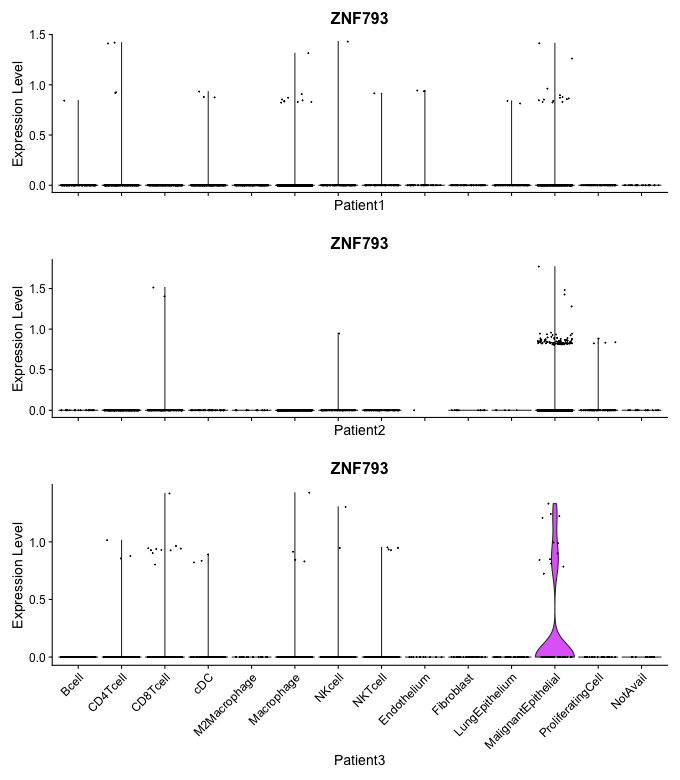 ZNF793
Expression Level
1.5
1.0
0.5
0.0
Patient1
ZNF793
Expression Level
1.5
1.0
0.5
0.0
Patient2
ZNF793
Expression Level
1.0
0.5
0.0
Bcell
CD4Tcell
CD8Tcell
cDC
M2Macrophage
Macrophage
NKcell
NKTcell
Endothelium
Fibroblast
LungEpithelium
MalignantEpithelial
ProliferatingCell
NotAvail
Patient3